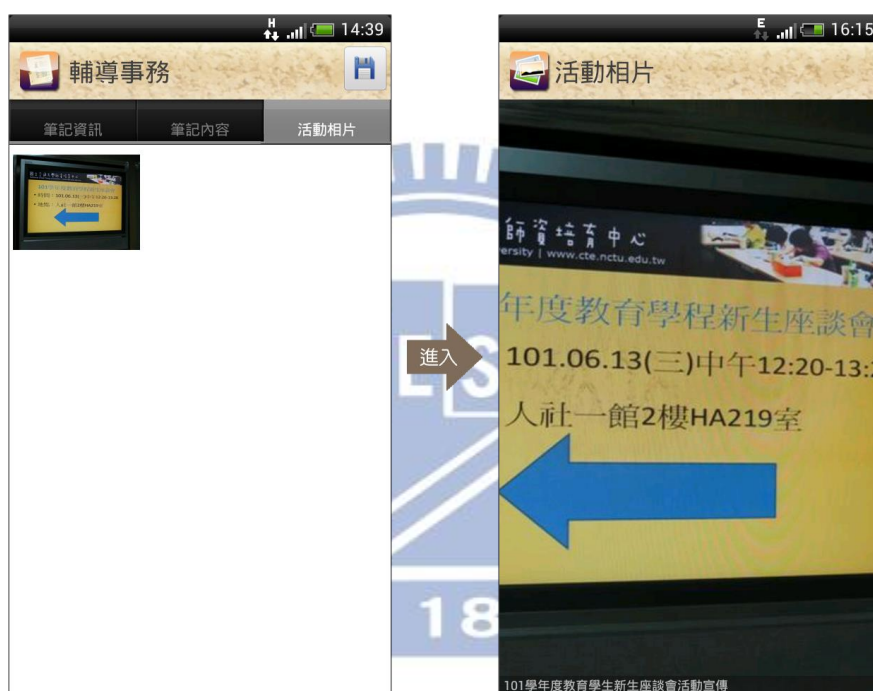 H
14:39
輔導事務
筆記資訊
筆記內容
活動相片
進入
ES
18
E
16:15
活動相片
師資培育中心
ersity | www.cte.nctu.edu.tw
年度教育學程新生座談會
101.06.13(三)中午12:20-13:2
人社一館2樓HA219室
101學年度教育學生新生座談會活動宣傳